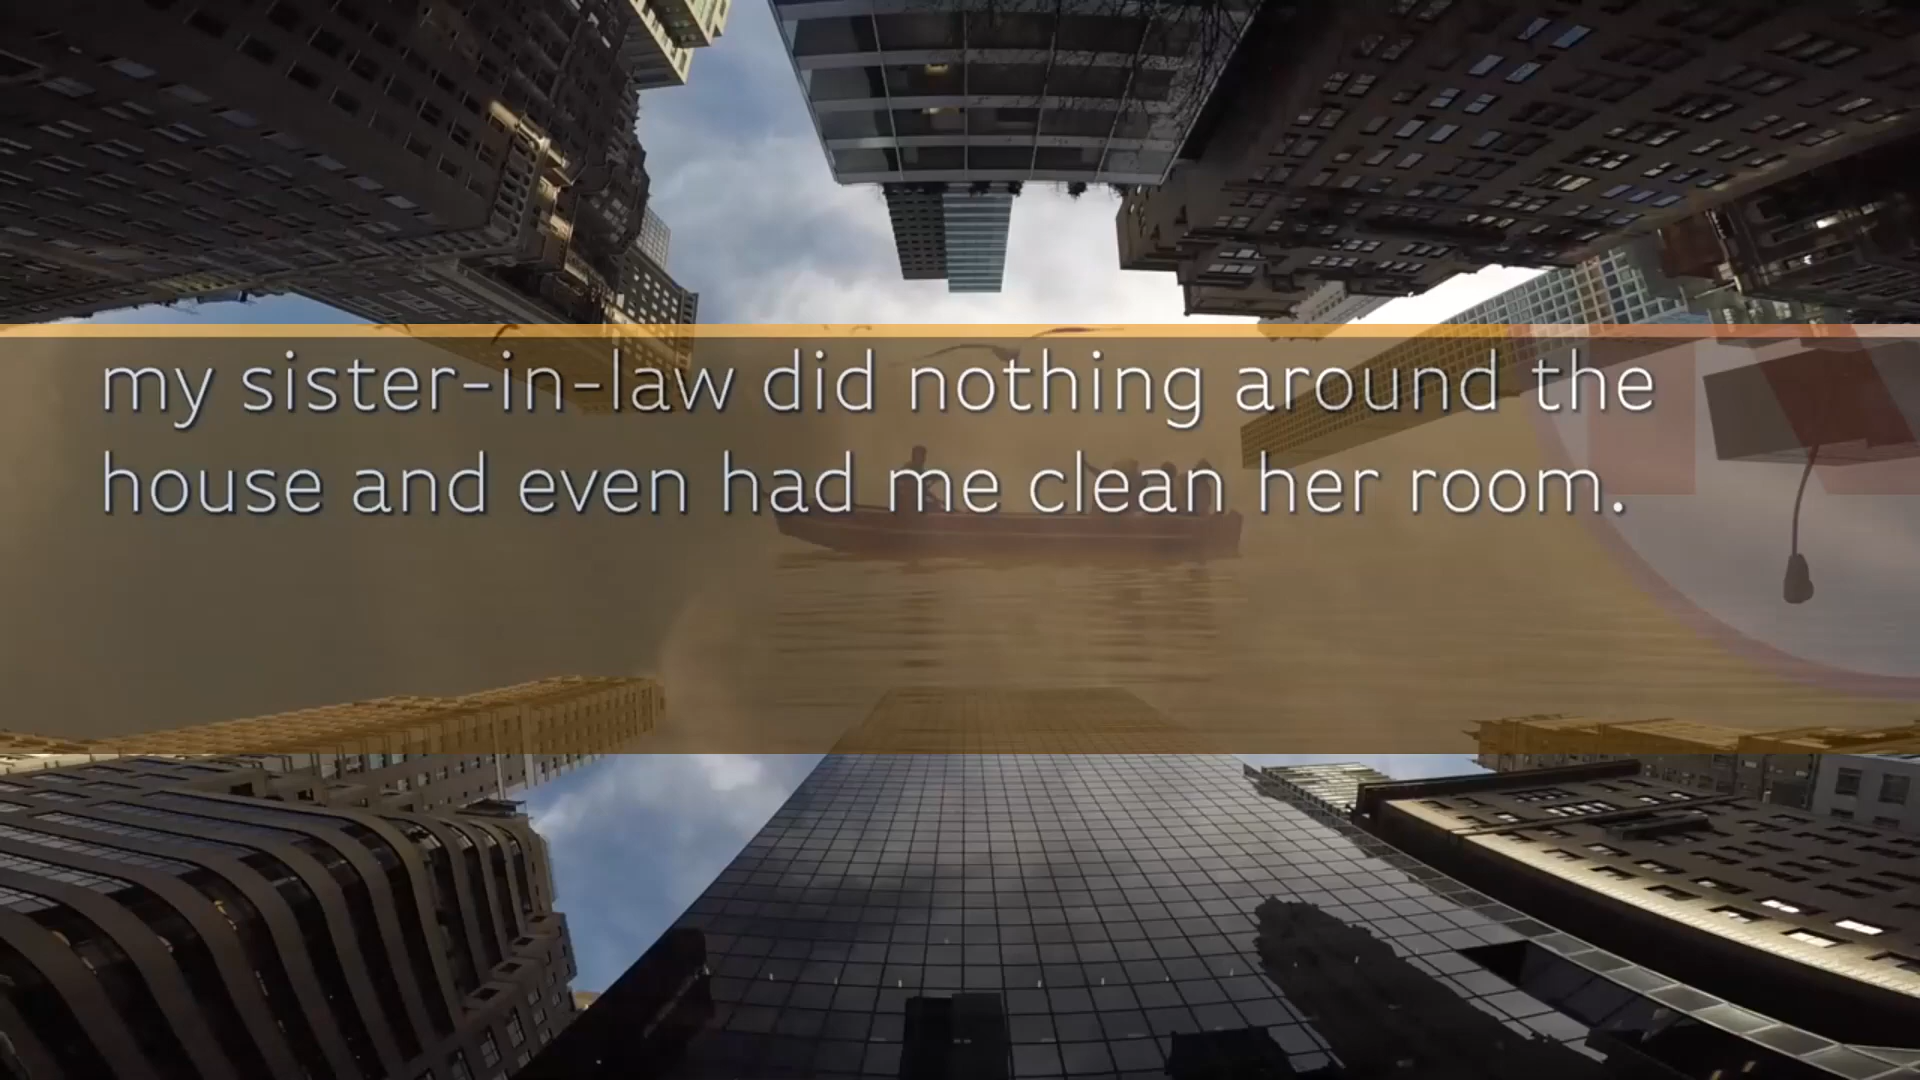 my sister-in-law did nothing around the
house and even had me clean her room.